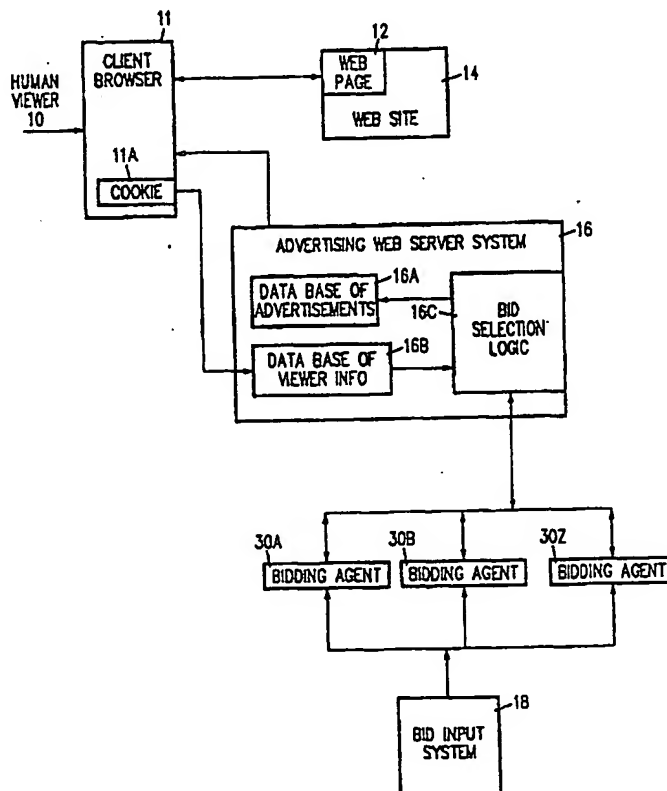 11
CLIENT
BROWSER
12
WEB
PAGE
14
WEB SITE
HUMAN
VIEWER
10
11A
COOKIE
16
ADVERTISING WEB SERVER SYSTEM
16A
DATA BASE OF
ADVERTISEMENTS
16C
BID
SELECTION
LOGIC
16B
DATA BASE OF
VIEWER INFO
30A
BIDDING AGENT
30B
BIDDING AGENT
30Z
BIDDING AGENT
18
BID INPUT
SYSTEM